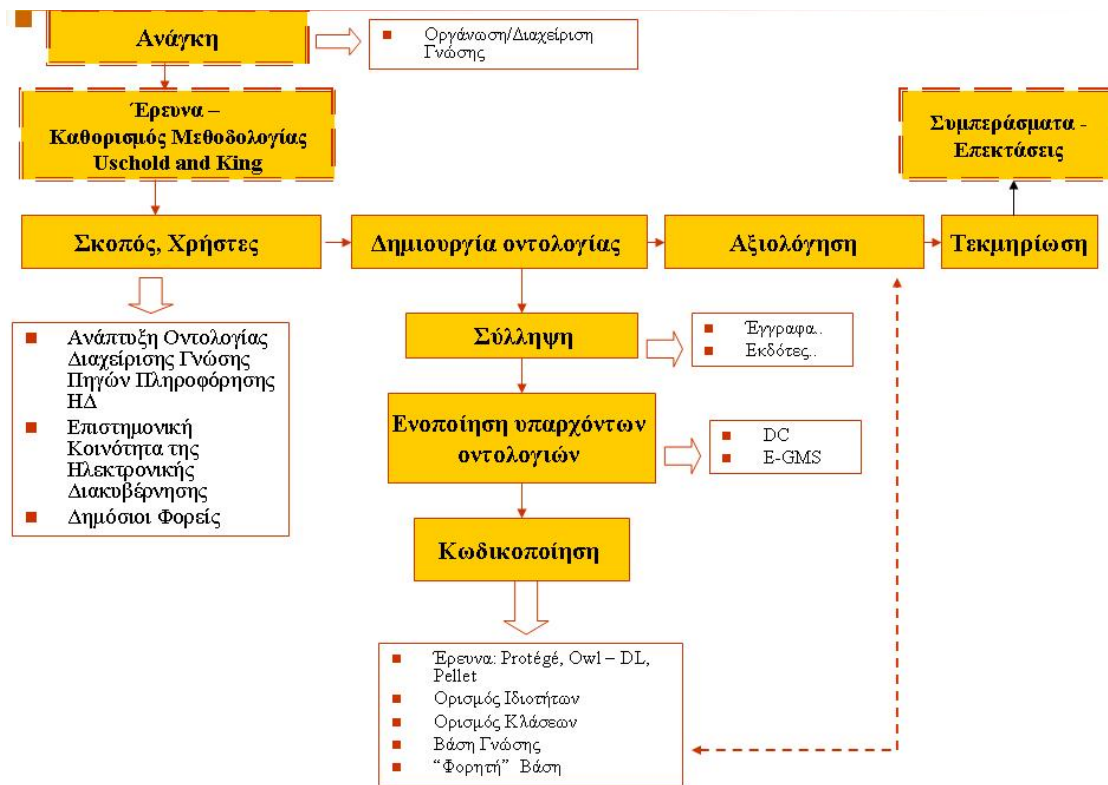 Ανάγκη
Οργάνωση/Διαχείριση
Γνώσης
Έρευνα –
Καθορισμός Μεθοδολογίας
Uschold and King
Συμπεράσματα -
Επεκτάσεις
Σκοπός, Χρήστες
Δημιουργία οντολογίας
Αξιολόγηση
Τεκμηρίωση
Ανάπτυξη Οντολογίας
Διαχείρισης Γνώσης
Πηγών Πληροφόρησης
ΗΔ
Επιστημονική
Κοινότητα της
Ηλεκτρονικής
Διακυβέρνησης
Δημόσιοι Φορείς
Σύλληψη
Έγγραφα..
Εκδότες..
Ενοποίηση υπαρχόντων
οντολογιών
DC
E-GMS
Κωδικοποίηση
Έρευνα: Protégé, Owl – DL,
Pellet
Ορισμός Ιδιοτήτων
Ορισμός Κλάσεων
Βάση Γνώσης
“Φορητή” Βάση